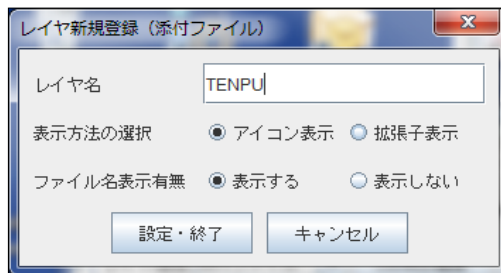 レイヤ新規登録（添付ファイル）
レイヤ名 TENPU
表示方法の選択 アイコン表示 拡張子表示
ファイル名表示有無 表示する 表示しない
設定・終了 キャンセル